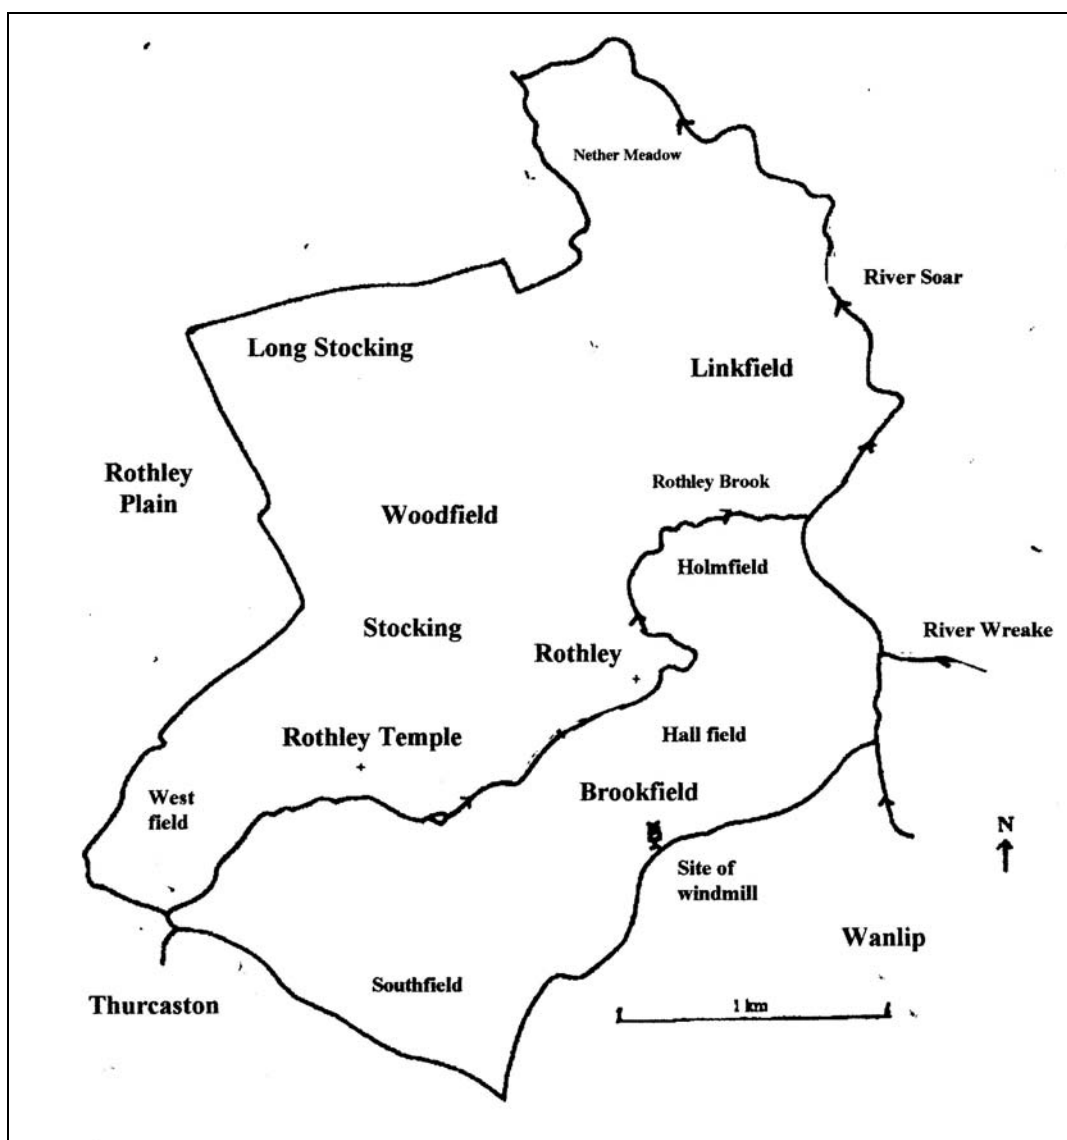 Nether Meadow
River Soar
Long Stocking
Linkfield
Rothley
Plain
Rothley Brook
Woodfield
Holmfield
Stocking
River Wreake
Rothley
Rothley Temple
Hall field
Brookfield
West
field
N
Site of
windmill
Wanlip
Southfield
Thurcaston
1 km